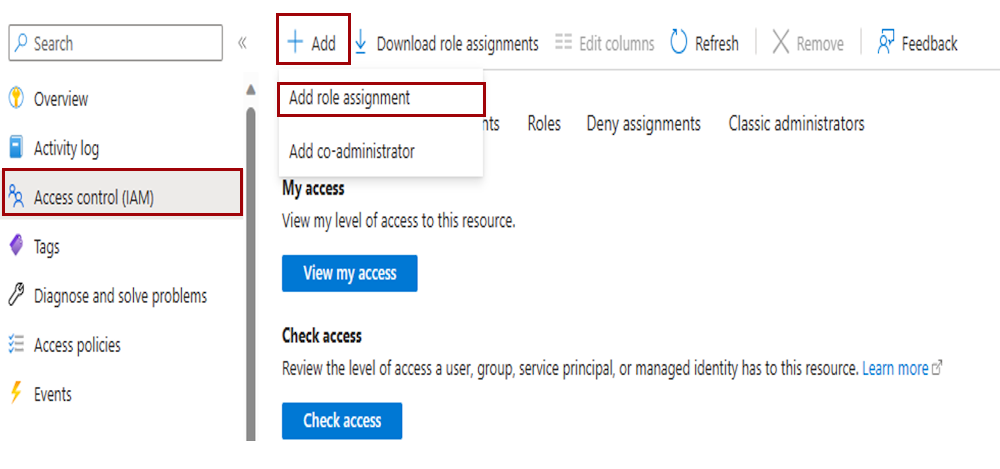 Search
«
Overview
Activity log
Access control (IAM)
Tags
Diagnose and solve problems
Access policies
Events
+ Add
Download role assignments
Edit columns
Refresh
Remove
Feedback
Add role assignment
Add co-administrator
nts
Roles
Deny assignments
Classic administrators
My access
View my level of access to this resource.
View my access
Check access
Review the level of access a user, group, service principal, or managed identity has to this resource. Learn more
Check access